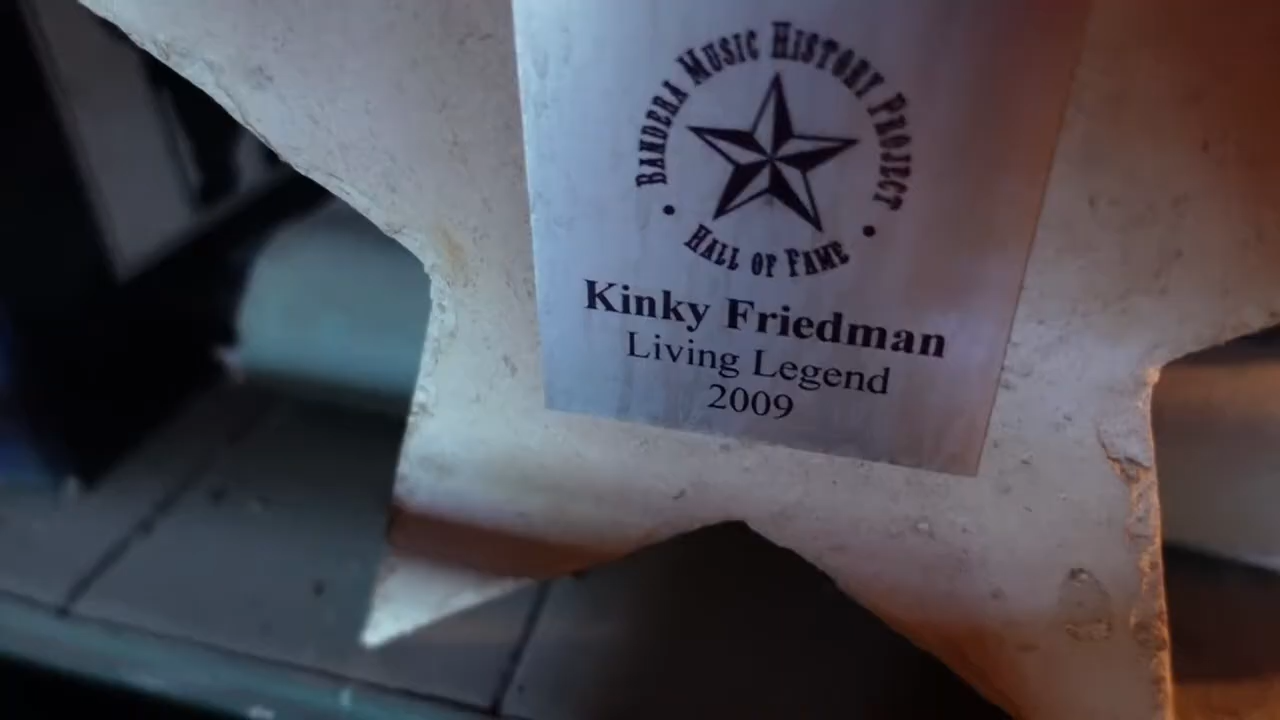 BANDERA MUSIC HISTORY PROJECT
• HALL OF FAME •
Kinky Friedman
Living Legend
2009